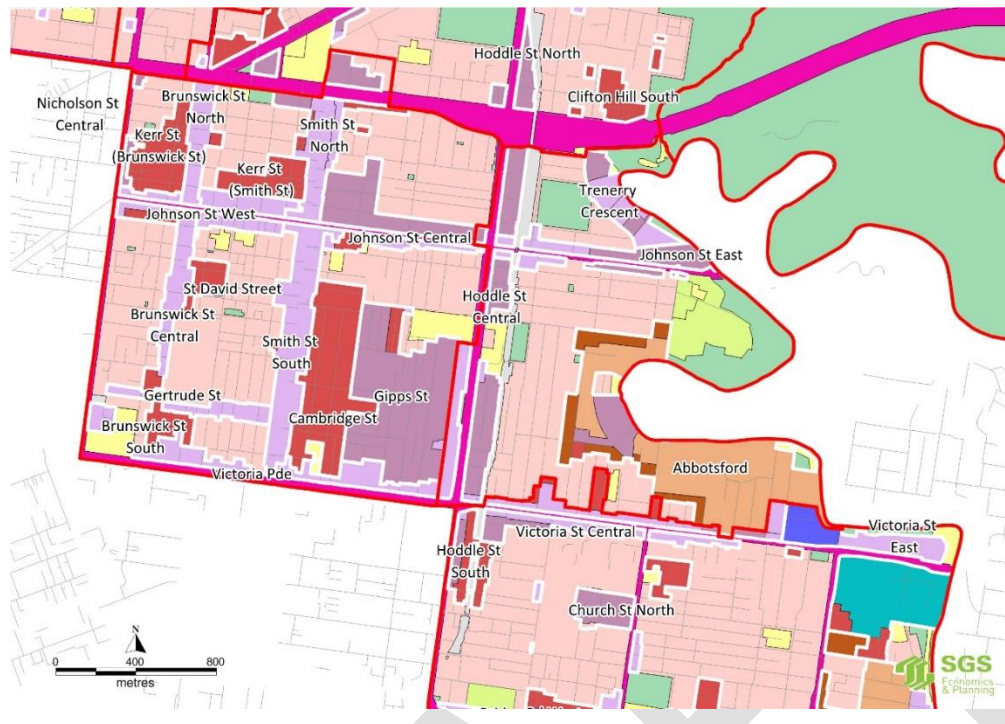 Hoddle St North
Nicholson St
Central
Brunswick St
North
Clifton Hill South
Smith St
North
Kerr St
(Brunswick St)
Kerr St
(Smith St)
Trenerry
Crescent
Johnson St West
Johnson St Central
Johnson St East
St David Street
Hoddle St
Central
Brunswick St
Central
Smith St
South
Gertrude St
Gipps St
Cambridge St
Brunswick St
South
Abbotsford
Victoria Pde
Victoria St Central
Victoria St
East
Hoddle St
South
Church St North
N
0 400 800
metres
SGS
Economics
& Planning